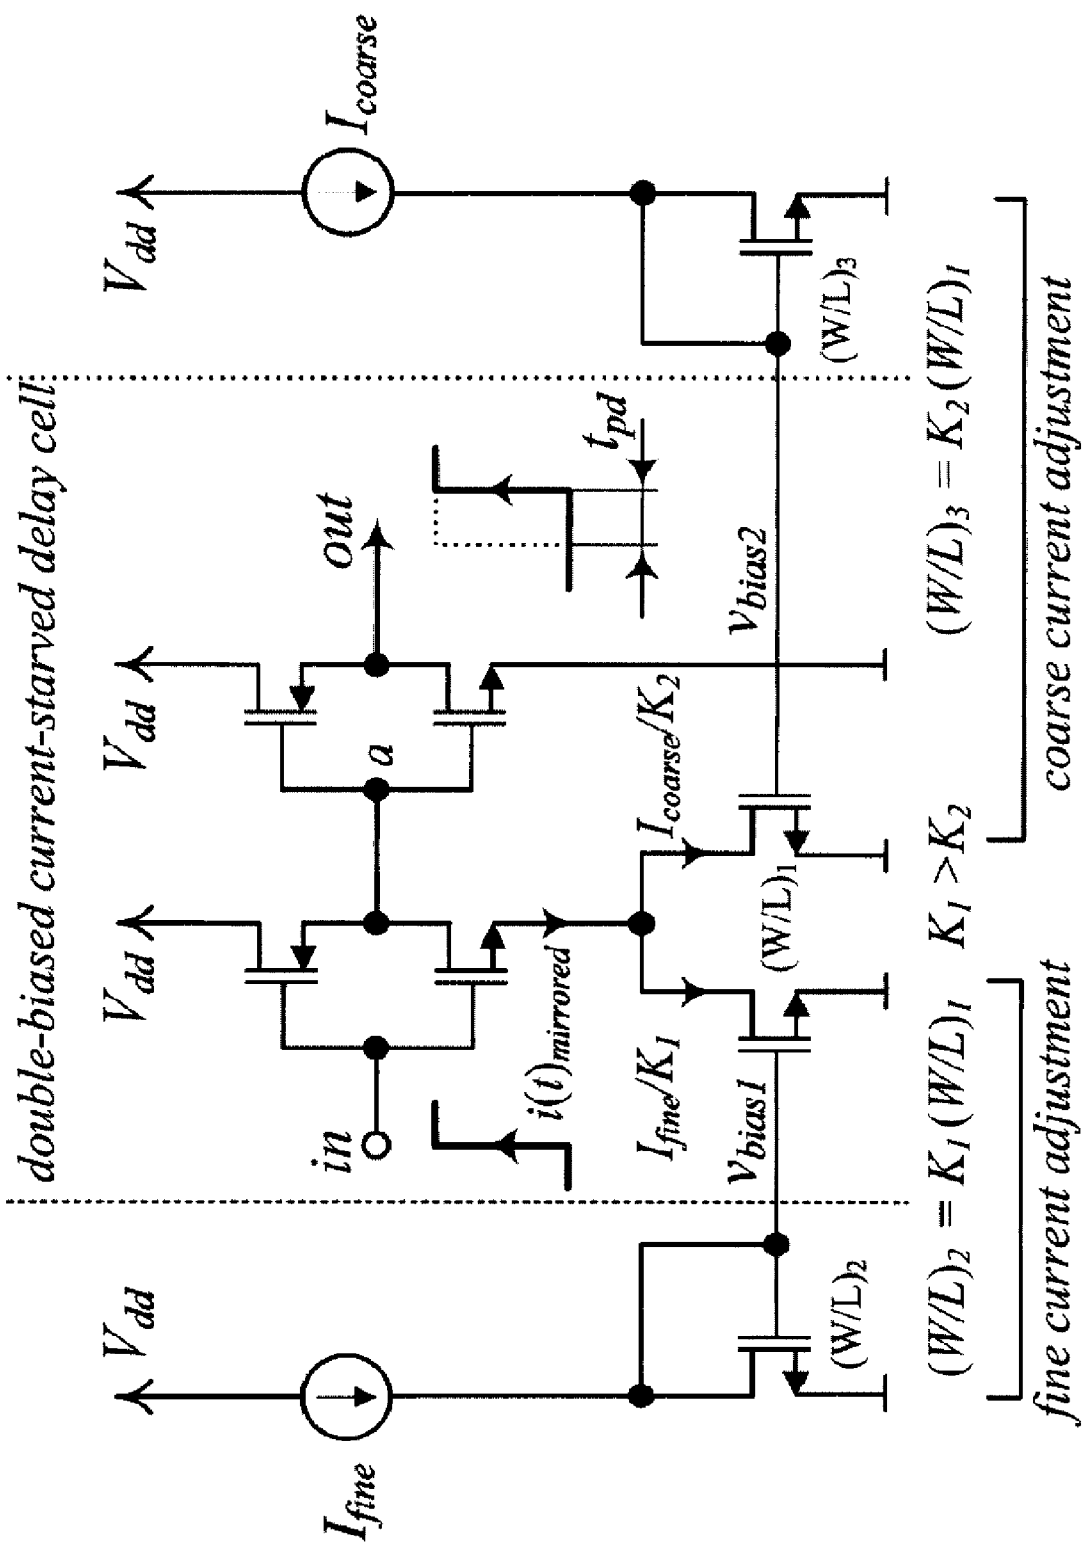 double-biased current-starved delay cell
V_dd
V_dd
V_dd
V_dd
I_fine
in
a
out
I_coarse
i(t)_mirrored
t_pd
I_fine/K_1
I_coarse/K_2
v_bias1
v_bias2
(W/L)_2
(W/L)_1
(W/L)_3
(W/L)_2 = K_1(W/L)_1
K_1 >K_2
(W/L)_3 = K_2(W/L)_1
fine current adjustment
coarse current adjustment